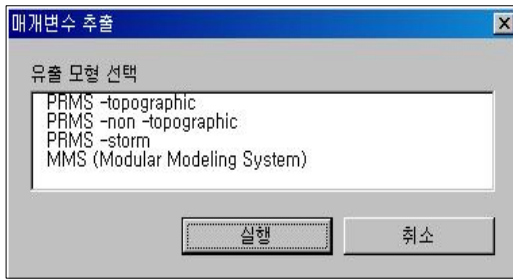 매개변수 추출
유출 모형 선택
PRMS -topographic
PRMS -non -topographic
PRMS -storm
MMS (Modular Modeling System)
실행 취소